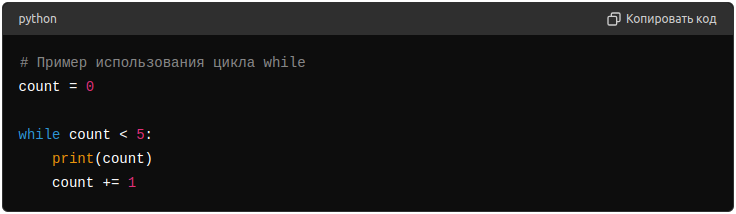 python
Копировать код
# Пример использования цикла while
count = 0
while count < 5:
    print(count)
    count += 1